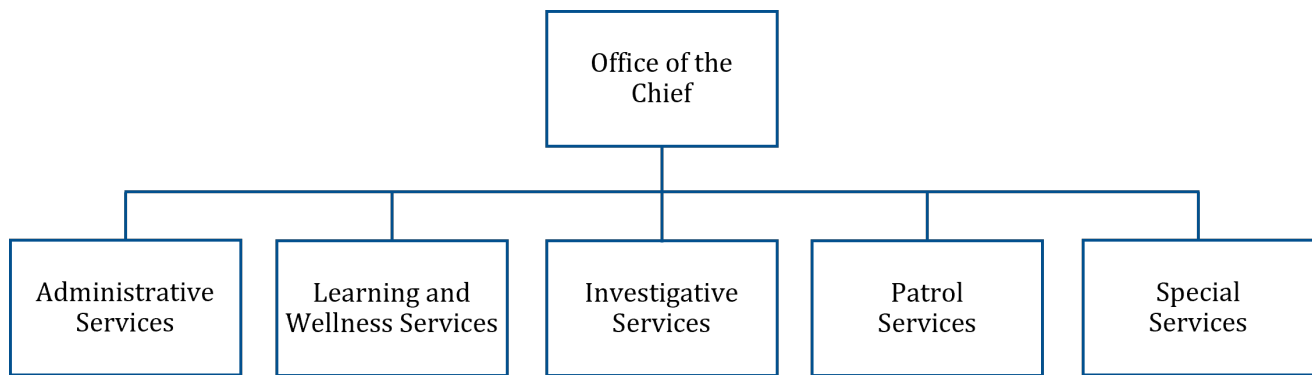 Office of the
Chief
Administrative
Services
Learning and
Wellness Services
Investigative
Services
Patrol
Services
Special
Services